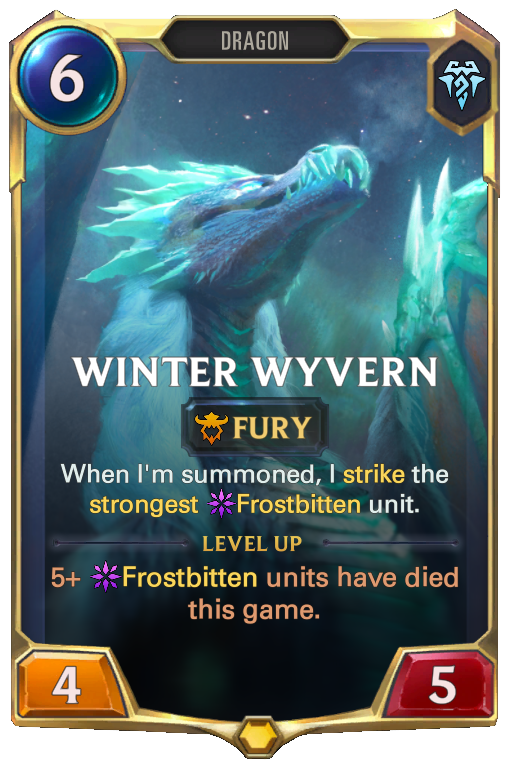 6
DRAGON
WINTER WYVERN
FURY
When I'm summoned, I strike the
strongest Frostbitten unit.
LEVEL UP
5+ Frostbitten units have died
this game.
4
5